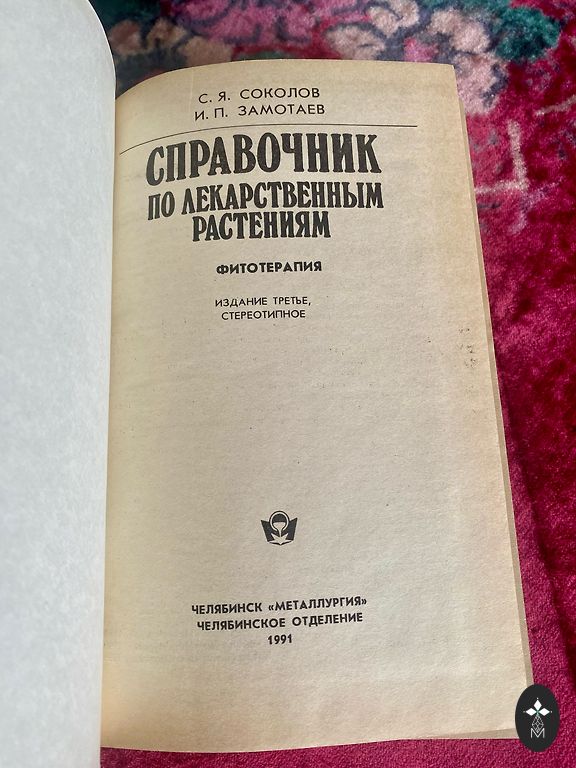 С. Я. СОКОЛОВ
И. П. ЗАМОТАЕВ
СПРАВОЧНИК
ПО ЛЕКАРСТВЕННЫМ
РАСТЕНИЯМ
ФИТОТЕРАПИЯ
ИЗДАНИЕ ТРЕТЬЕ,
СТЕРЕОТИПНОЕ
ЧЕЛЯБИНСК «МЕТАЛЛУРГИЯ»
ЧЕЛЯБИНСКОЕ ОТДЕЛЕНИЕ
1991
М